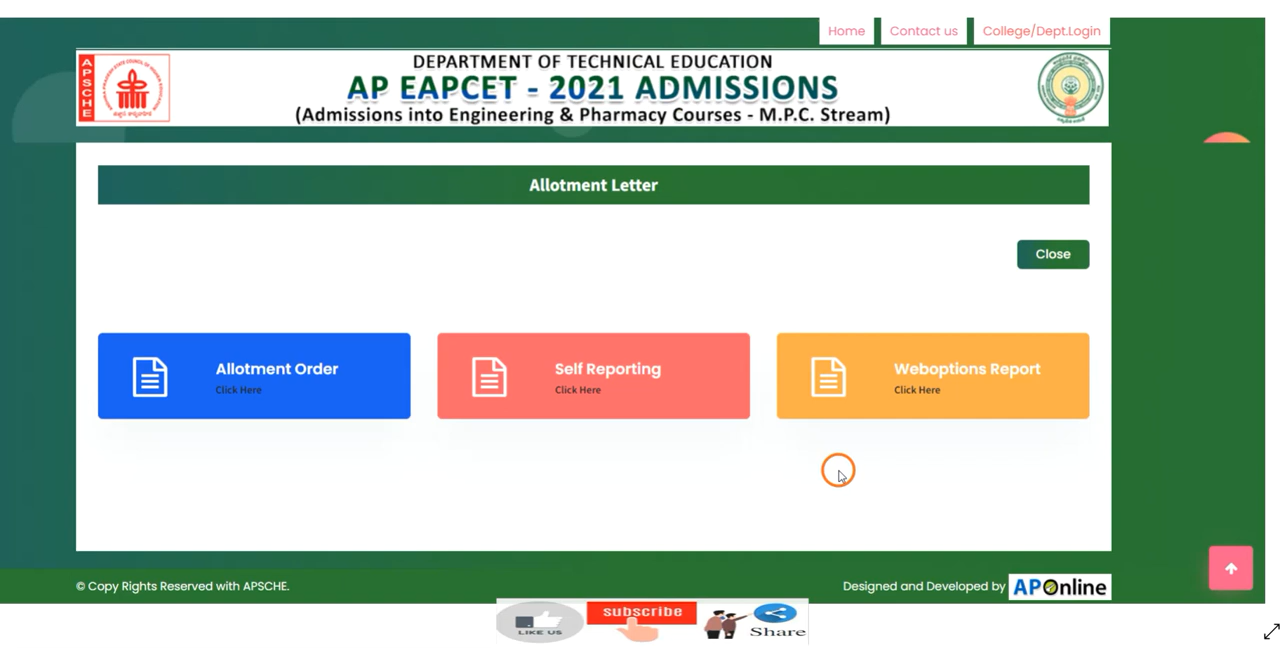 Home
Contact us
College/Dept.Login
APSCHE
DEPARTMENT OF TECHNICAL EDUCATION
AP EAPCET - 2021 ADMISSIONS
(Admissions into Engineering & Pharmacy Courses - M.P.C. Stream)
Allotment Letter
Close
Allotment Order
Click Here
Self Reporting
Click Here
Weboptions Report
Click Here
© Copy Rights Reserved with APSCHE.
Designed and Developed by APOnline
LIKE US
subscribe
Share